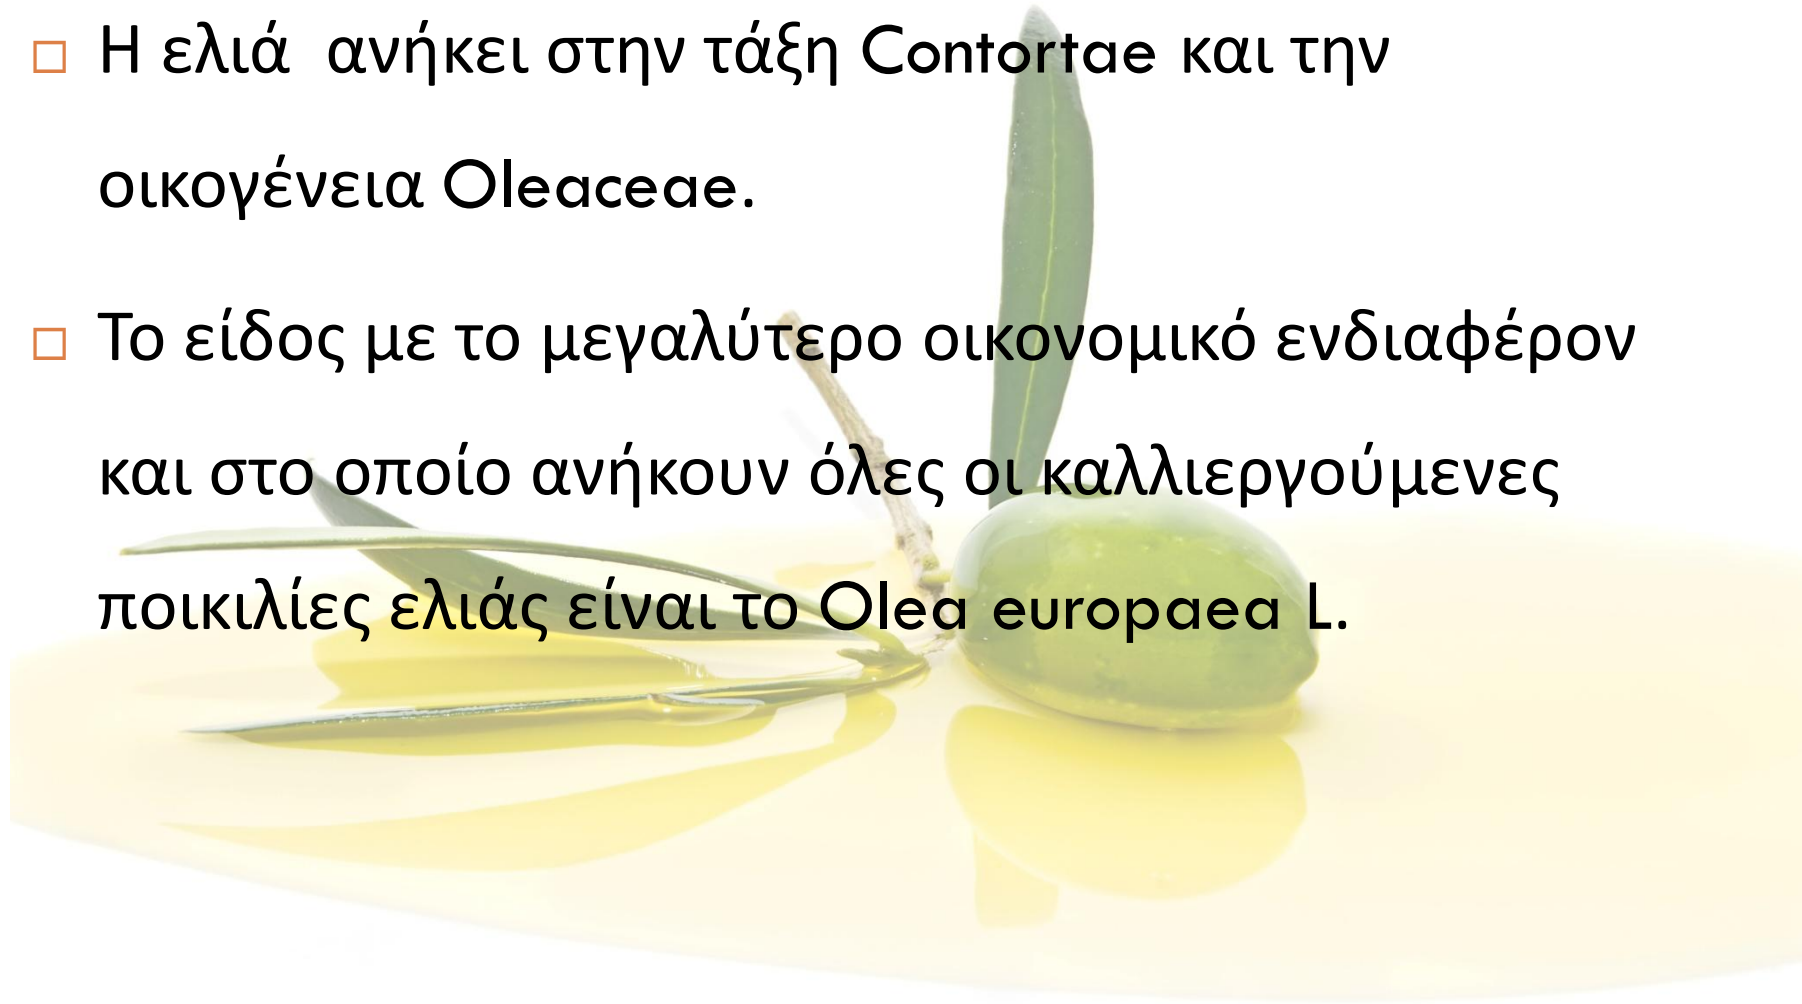 Η ελιά ανήκει στην τάξη Contortae και την
οικογένεια Oleaceae.
Το είδος με το μεγαλύτερο οικονομικό ενδιαφέρον
και στο οποίο ανήκουν όλες οι καλλιεργούμενες
ποικιλίες ελιάς είναι το Olea europaea L.